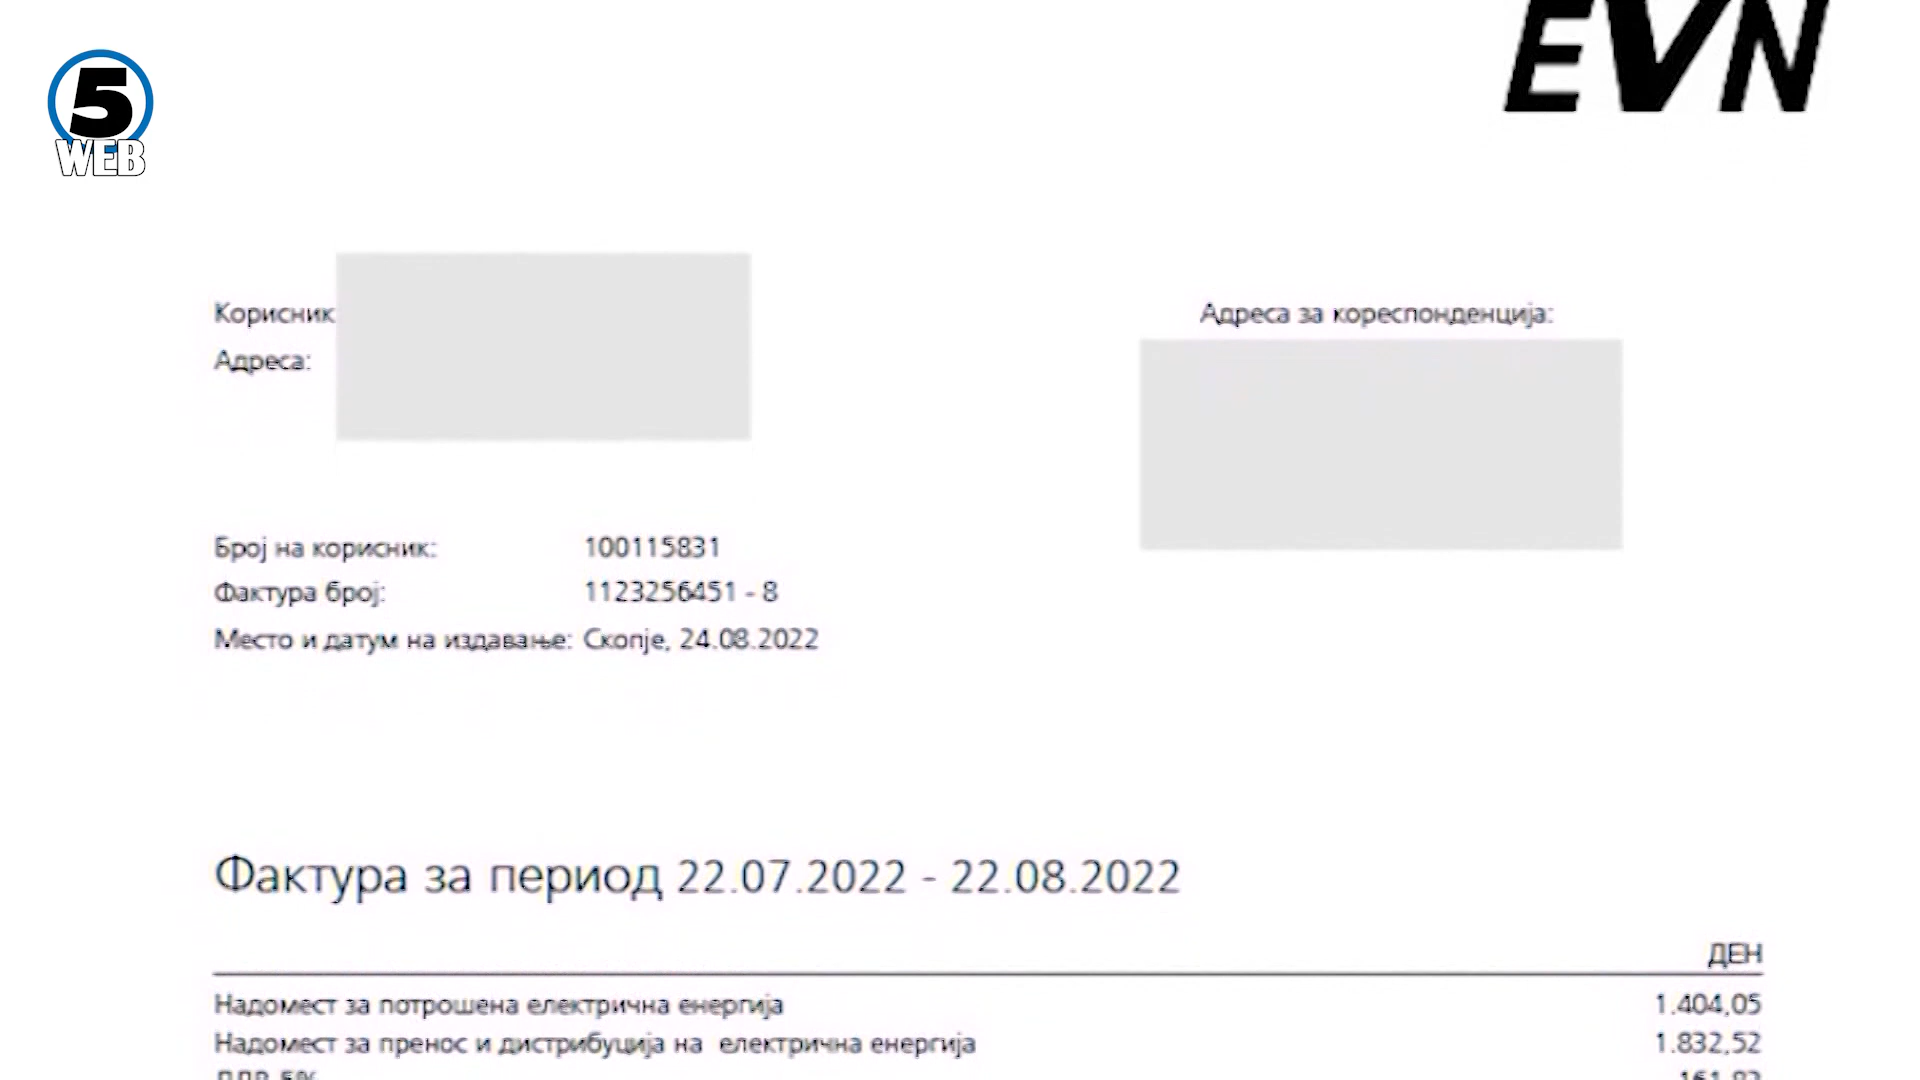 EVN
5
WEB
Корисник
Адреса:
Адреса за кореспонденција:
Број на корисник: 100115831
Фактура број: 1123256451 - 8
Место и датум на издавање: Скопје, 24.08.2022
Фактура за период 22.07.2022 - 22.08.2022
ДЕН
Надомест за потрошена електрична енергија 1.404,05
Надомест за пренос и дистрибуција на електрична енергија 1.832,52